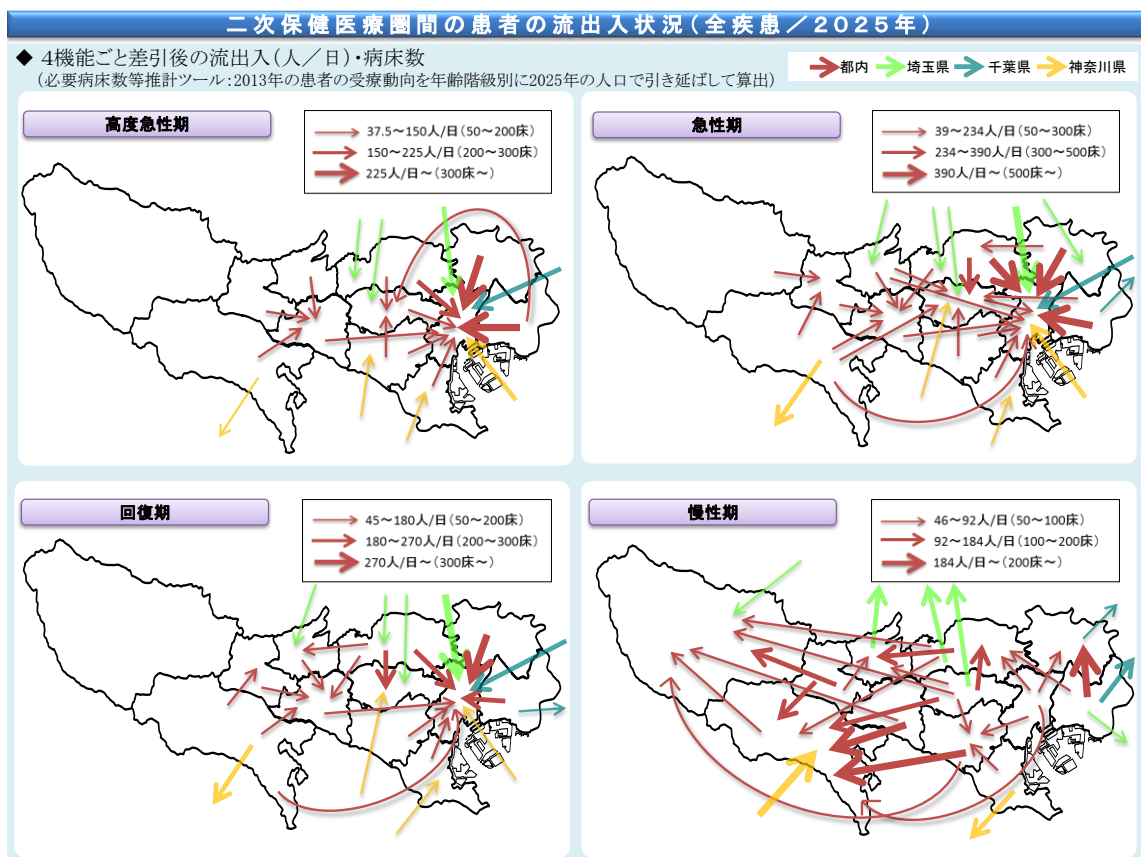 二次保健医療圏間の患者の流出入状況(全疾患／２０２５年)
◆ 4機能ごと差引後の流出入(人／日)・病床数
(必要病床数等推計ツール:2013年の患者の受療動向を年齢階級別に2025年の人口で引き延ばして算出)
都内 埼玉県 千葉県 神奈川県
高度急性期
37.5～150人/日(50～200床)
150～225人/日(200～300床)
225人/日～(300床～)
急性期
39～234人/日(50～300床)
234～390人/日(300～500床)
390人/日～(500床～)
回復期
45～180人/日(50～200床)
180～270人/日(200～300床)
270人/日～(300床～)
慢性期
46～92人/日(50～100床)
92～184人/日(100～200床)
184人/日～(200床～)